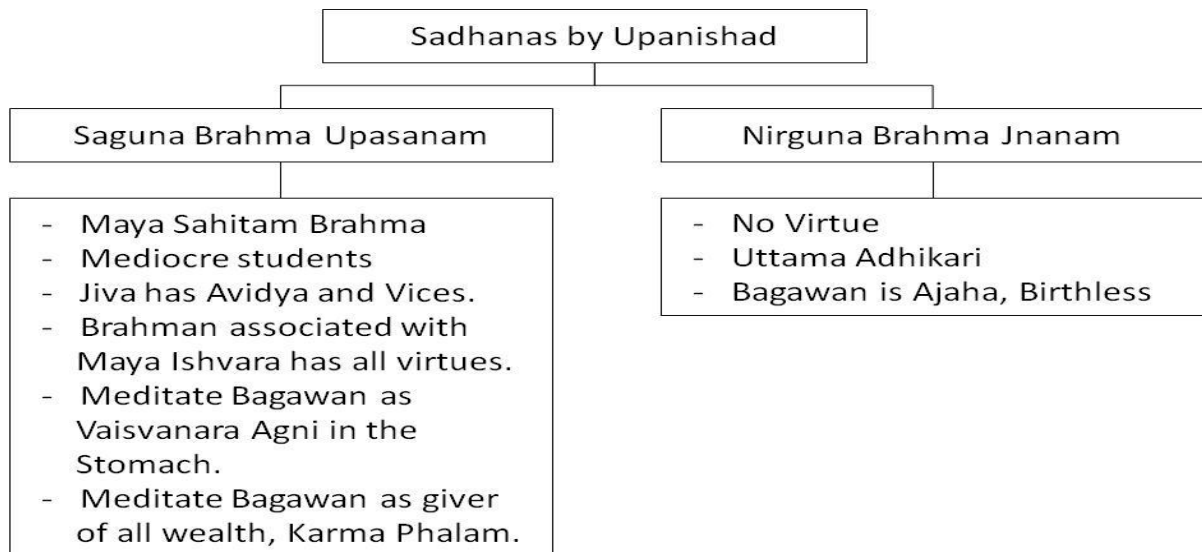 Sadhanas by Upanishad
Saguna Brahma Upasanam
Nirguna Brahma Jnanam
- Maya Sahitam Brahma
- Mediocre students
- Jiva has Avidya and Vices.
- Brahman associated with
Maya Ishvara has all virtues.
- Meditate Bagawan as
Vaisvanara Agni in the
Stomach.
- Meditate Bagawan as giver
of all wealth, Karma Phalam.
- No Virtue
- Uttama Adhikari
- Bagawan is Ajaha, Birthless